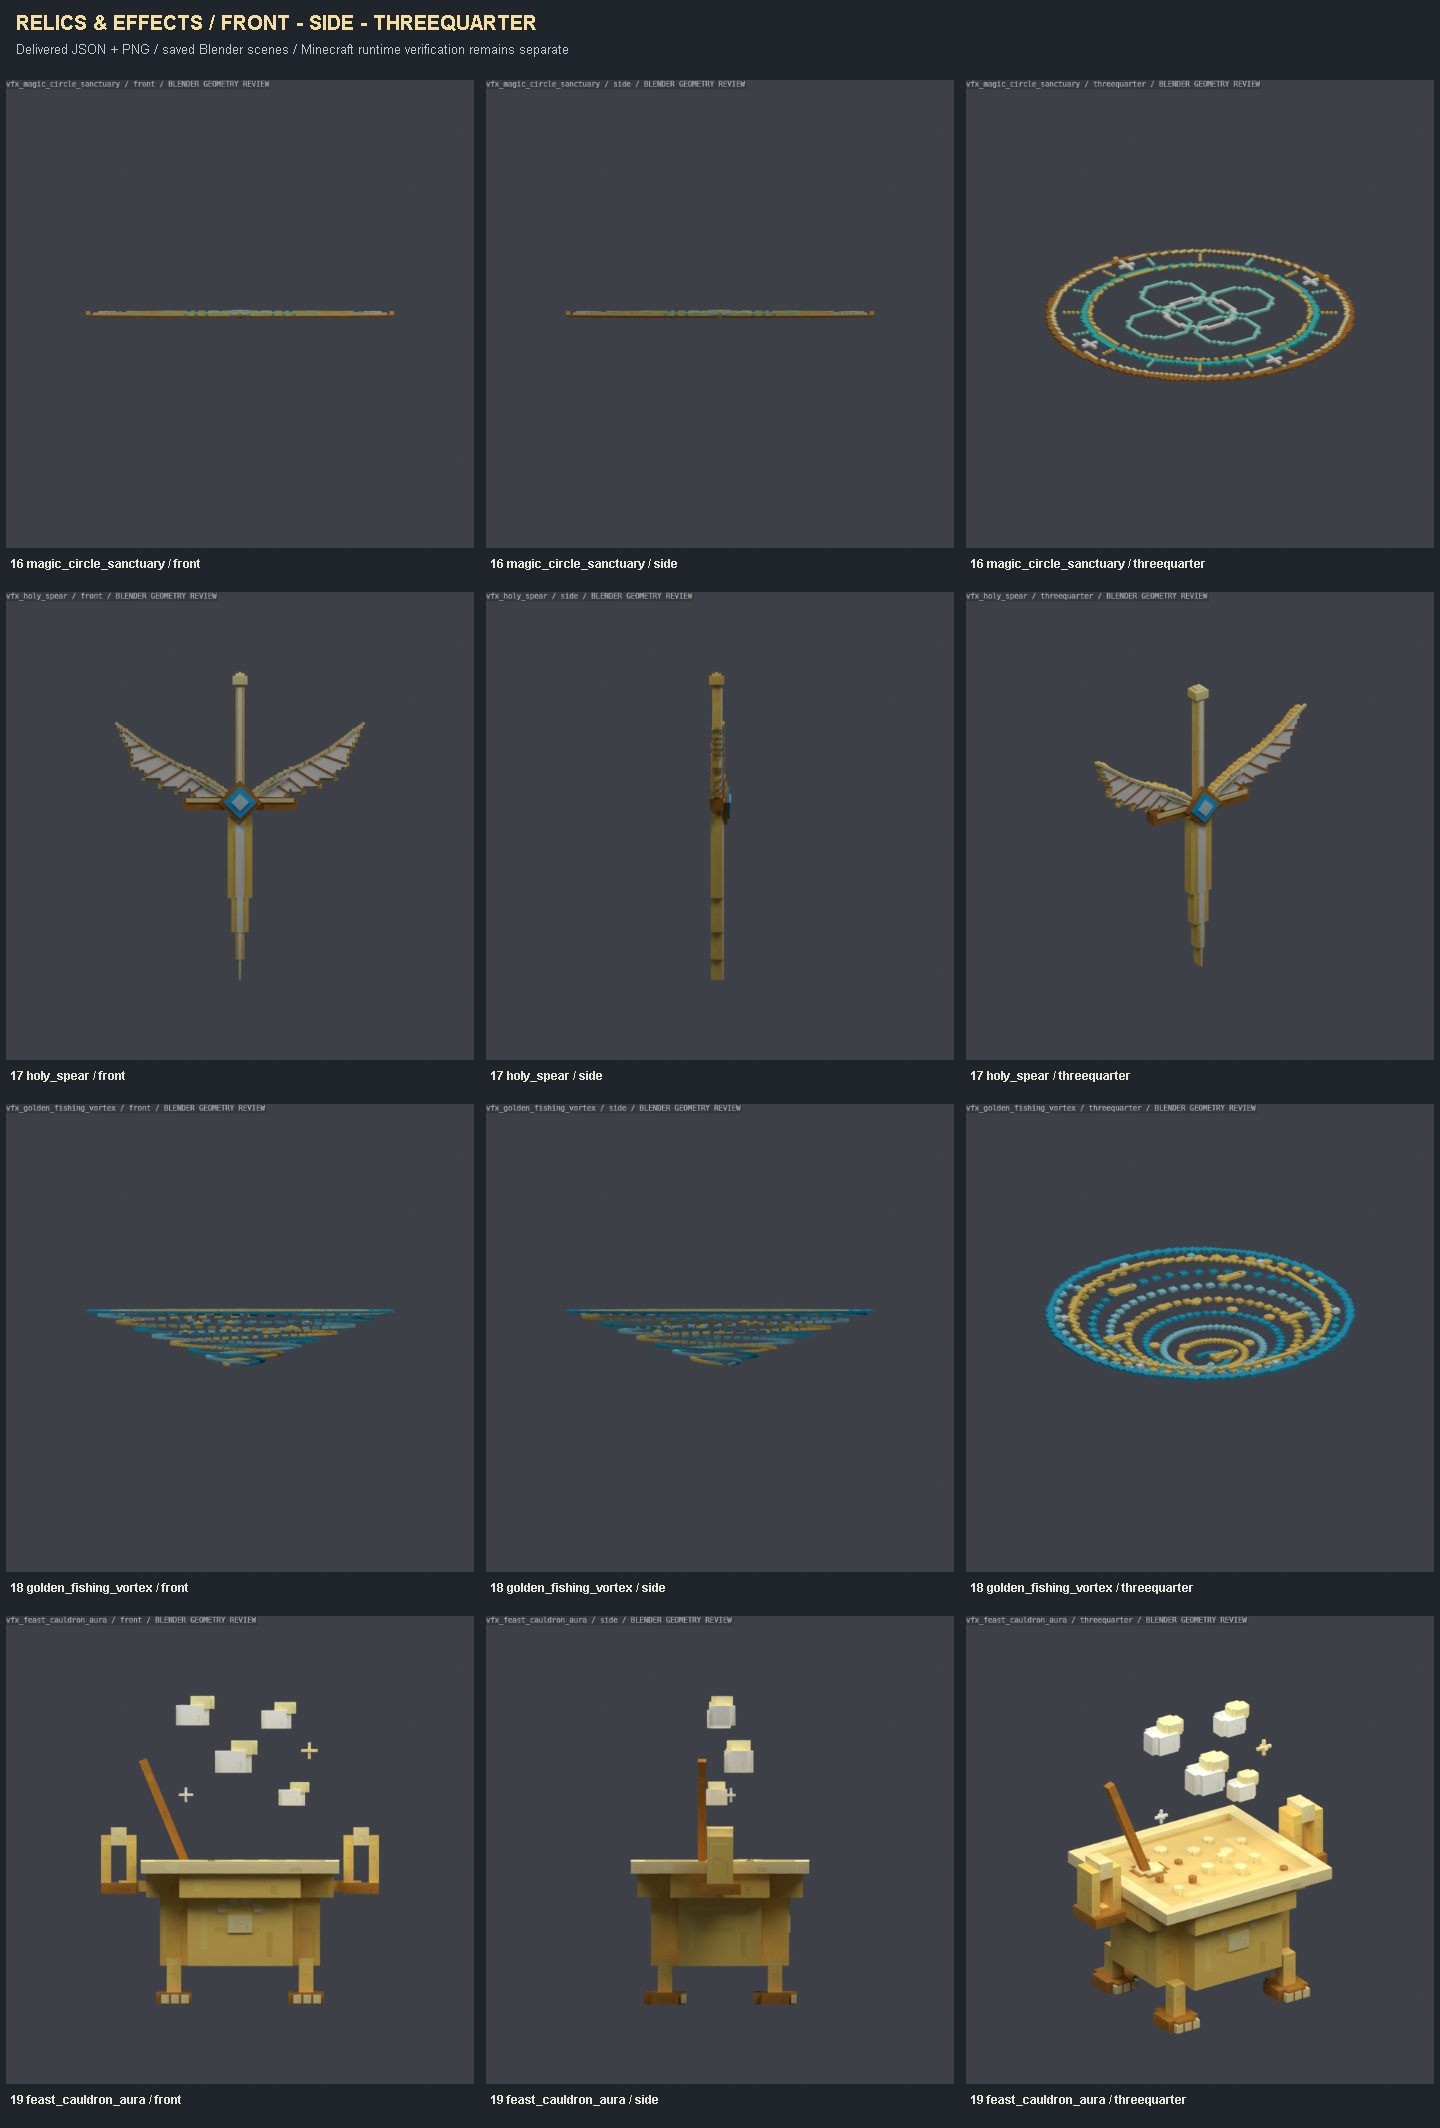 RELICS & EFFECTS / FRONT - SIDE - THREEQUARTER
Delivered JSON + PNG / saved Blender scenes / Minecraft runtime verification remains separate
vfx_magic_circle_sanctuary / front / BLENDER GEOMETRY REVIEW
vfx_magic_circle_sanctuary / side / BLENDER GEOMETRY REVIEW
vfx_magic_circle_sanctuary / threequarter / BLENDER GEOMETRY REVIEW
16 magic_circle_sanctuary / front
16 magic_circle_sanctuary / side
16 magic_circle_sanctuary / threequarter
vfx_holy_spear / front / BLENDER GEOMETRY REVIEW
vfx_holy_spear / side / BLENDER GEOMETRY REVIEW
vfx_holy_spear / threequarter / BLENDER GEOMETRY REVIEW
17 holy_spear / front
17 holy_spear / side
17 holy_spear / threequarter
vfx_golden_fishing_vortex / front / BLENDER GEOMETRY REVIEW
vfx_golden_fishing_vortex / side / BLENDER GEOMETRY REVIEW
vfx_golden_fishing_vortex / threequarter / BLENDER GEOMETRY REVIEW
18 golden_fishing_vortex / front
18 golden_fishing_vortex / side
18 golden_fishing_vortex / threequarter
vfx_feast_cauldron_aura / front / BLENDER GEOMETRY REVIEW
vfx_feast_cauldron_aura / side / BLENDER GEOMETRY REVIEW
vfx_feast_cauldron_aura / threequarter / BLENDER GEOMETRY REVIEW
19 feast_cauldron_aura / front
19 feast_cauldron_aura / side
19 feast_cauldron_aura / threequarter